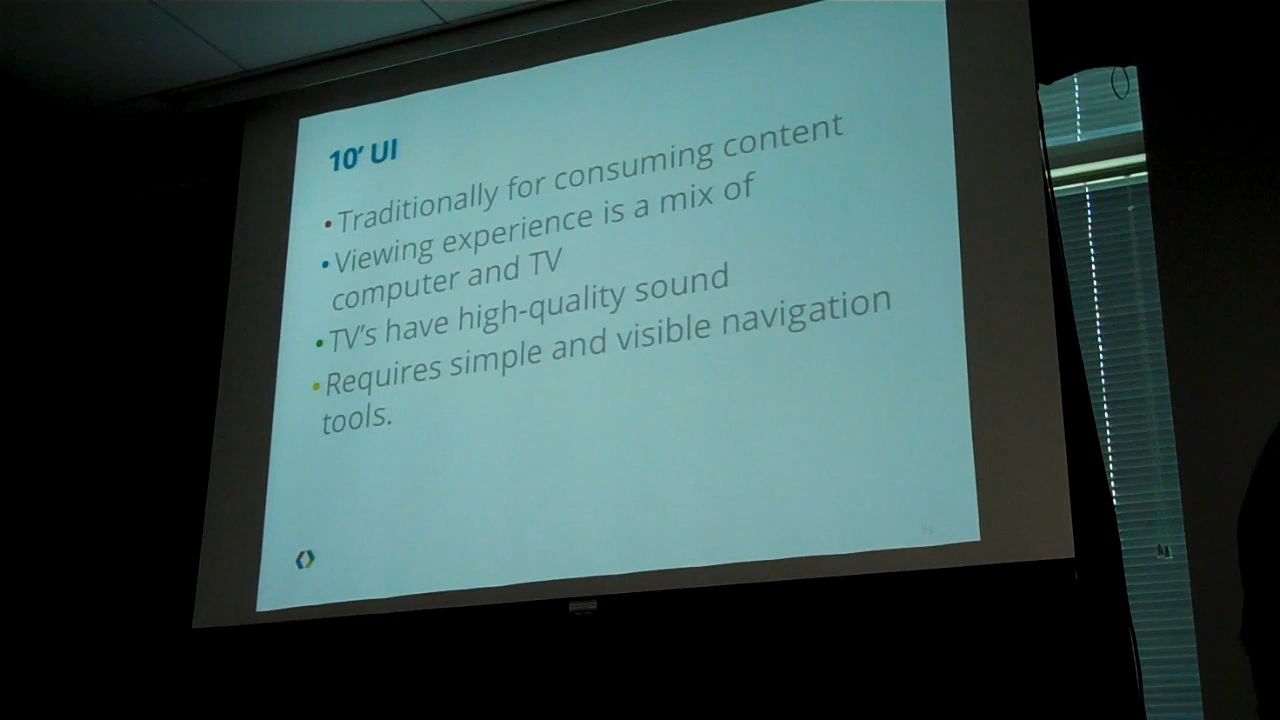 10′ UI
• Traditionally for consuming content
• Viewing experience is a mix of
computer and TV
• TV's have high-quality sound
• Requires simple and visible navigation
tools.